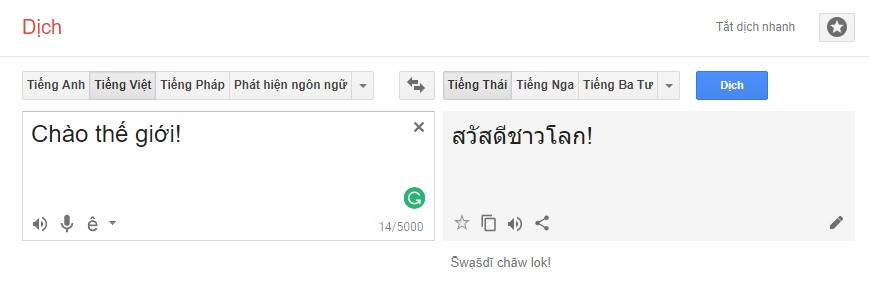 Dịch
Tắt dịch nhanh
Tiếng Anh Tiếng Việt Tiếng Pháp Phát hiện ngôn ngữ
Tiếng Thái Tiếng Nga Tiếng Ba Tư
Dịch
Chào thế giới!
ê
14/5000
สวัสดีชาวโลก!
S̄wạs̄dī chāw lok!